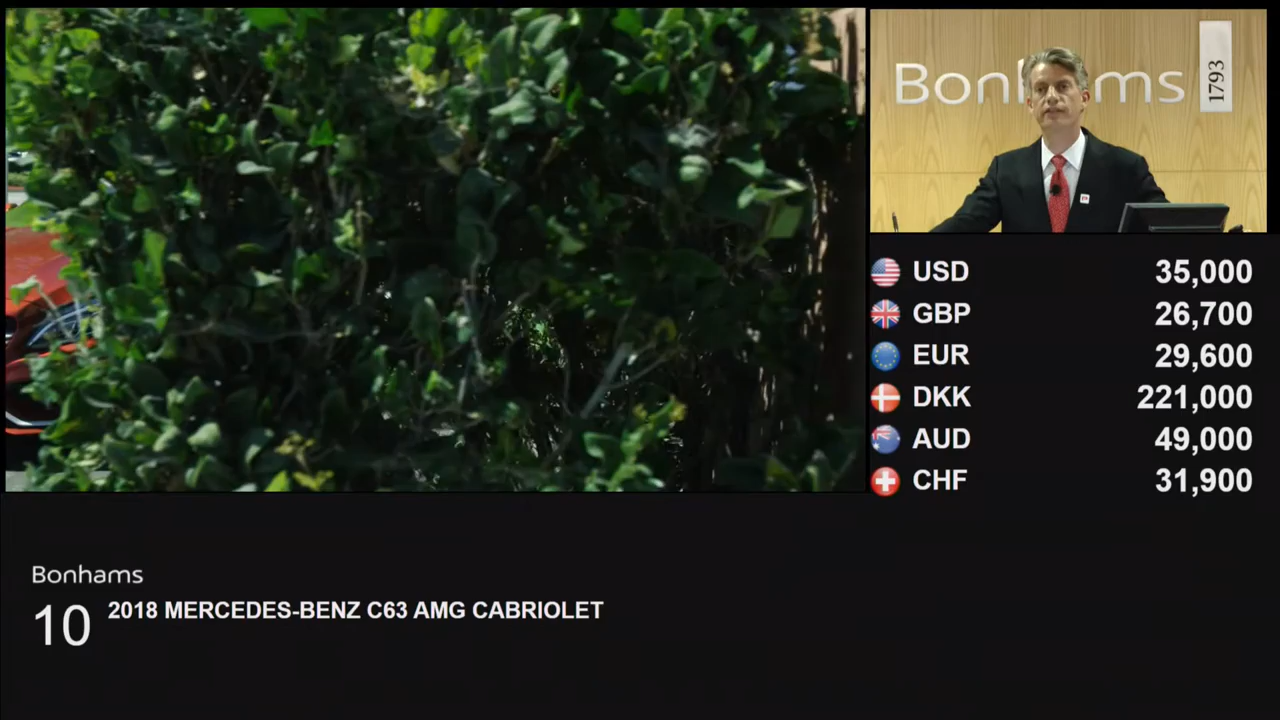 Bonhams
1793
USD 35,000
GBP 26,700
EUR 29,600
DKK 221,000
AUD 49,000
CHF 31,900
Bonhams
10 2018 MERCEDES-BENZ C63 AMG CABRIOLET